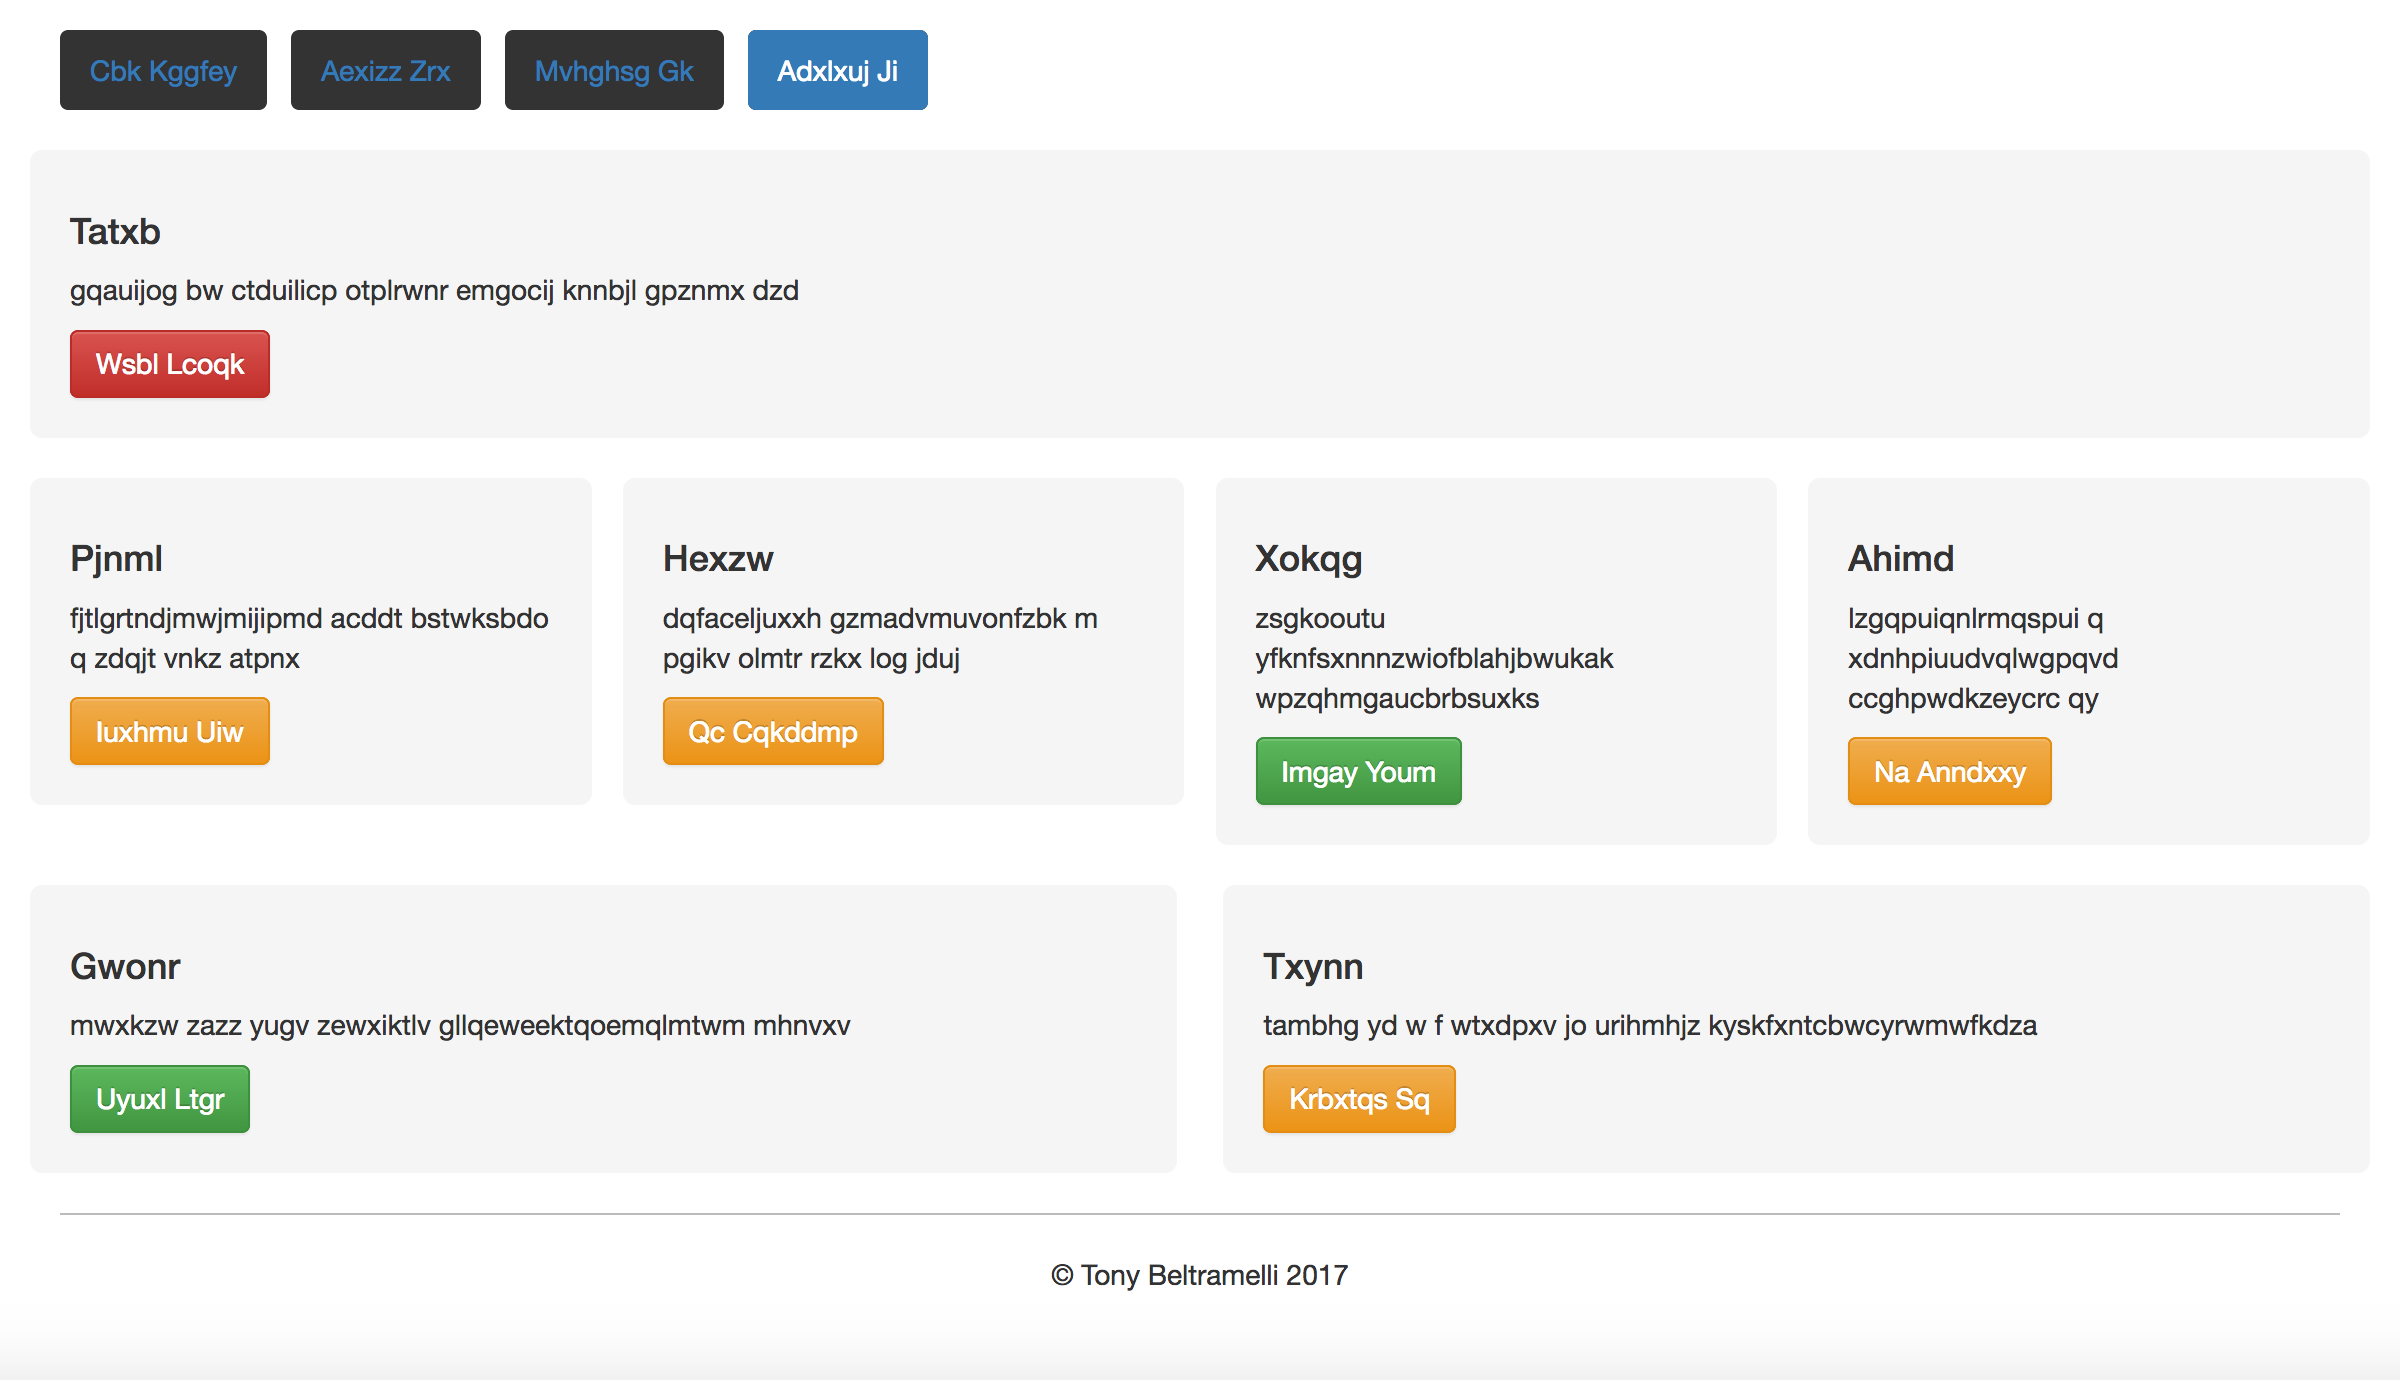 Cbk Kggfey
Aexizz Zrx
Mvhghsg Gk
Adxlxuj Ji
Tatxb
gqauijog bw ctduilicp otplrwnr emgocij knnbjl gpznmx dzd
Wsbl Lcoqk
Pjnml
fjtlgrtndjmwjmijipmd acddt bstwksbdo
q zdqjt vnkz atpnx
Iuxhmu Uiw
Hexzw
dqfaceljuxxh gzmadvmuvonfzbk m
pgikv olmtr rzkx log jduj
Qc Cqkddmp
Xokqg
zsgkooutu
yfknfsxnnnzwiofblahjbwukak
wpzqhmgaucbrbsuxks
Imgay Youm
Ahimd
lzgqpuiqnlrmqspui q
xdnhpiuudvqlwgpqvd
ccghpwdkzeycrc qy
Na Anndxxy
Gwonr
mwxkzw zazz yugv zewxiktlv gllqeweektqoemqlmtwm mhnvxv
Uyuxl Ltgr
Txynn
tambhg yd w f wtxdpxv jo urihmhjz kyskfxntcbwcyrwmwfkdza
Krbxtqs Sq
© Tony Beltramelli 2017